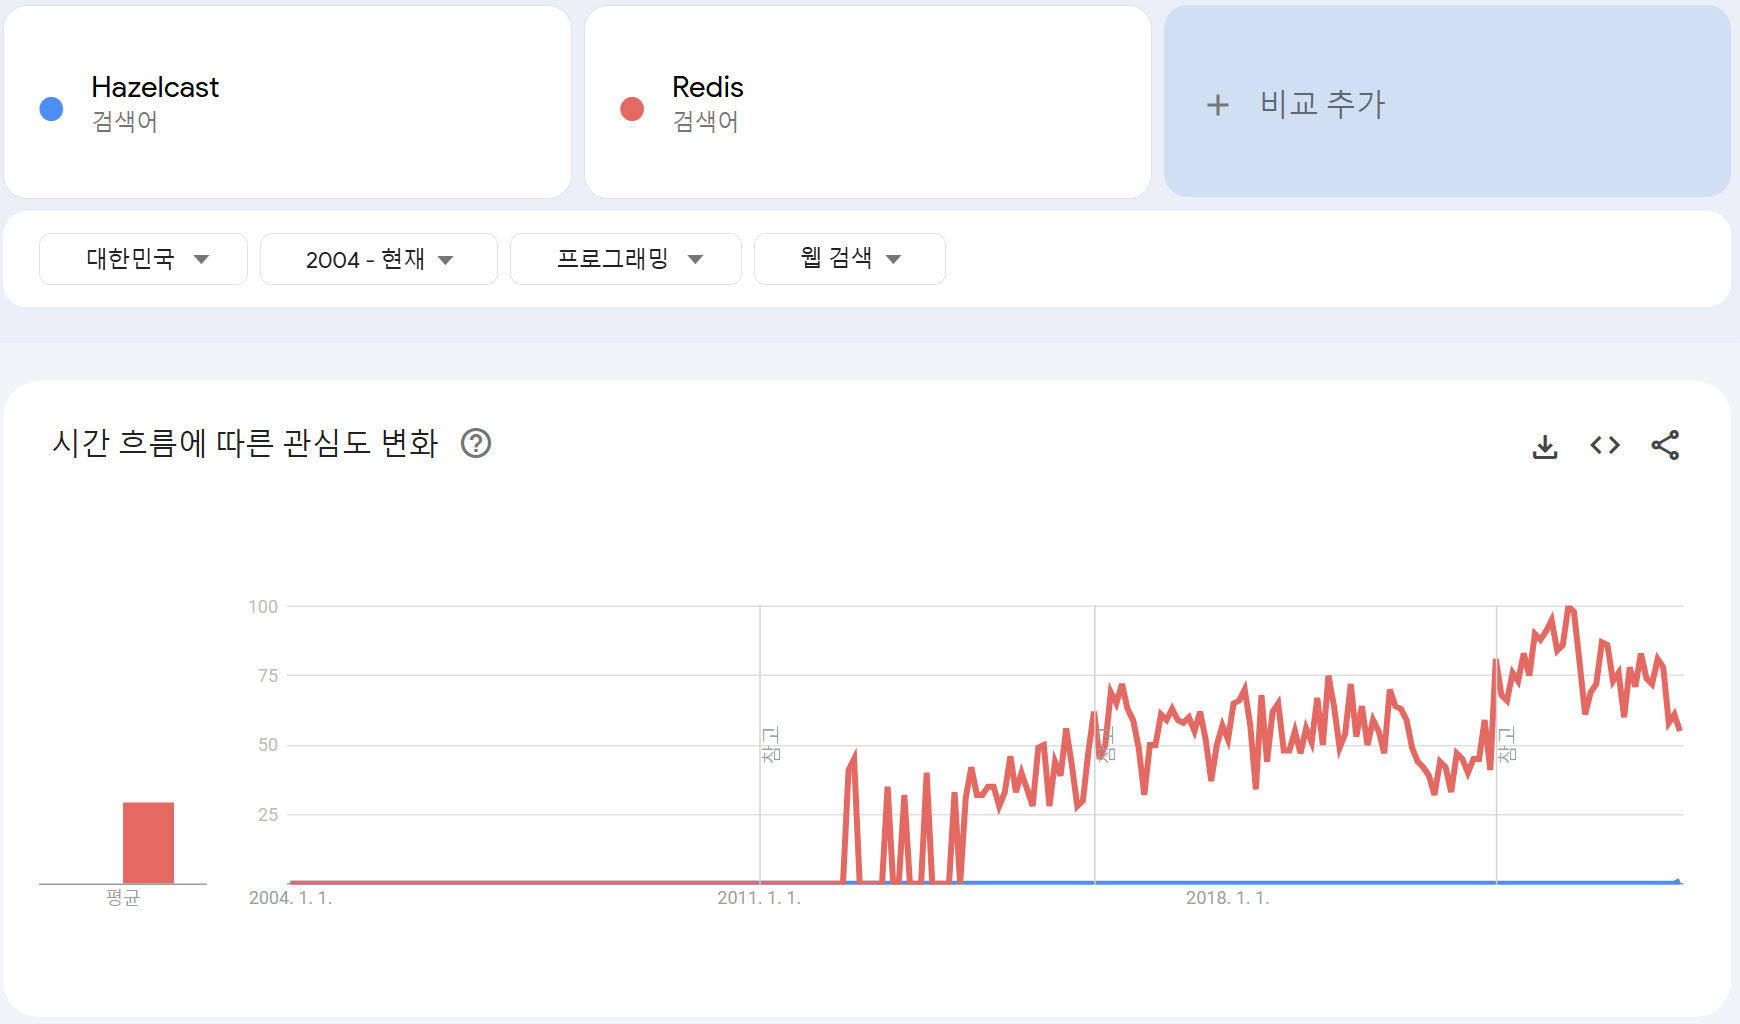 Hazelcast
검색어
Redis
검색어
+ 비교 추가
대한민국
2004 - 현재
프로그래밍
웹 검색
시간 흐름에 따른 관심도 변화
?
100
75
50
25
참고
참고
참고
평균
2004. 1. 1.
2011. 1. 1.
2018. 1. 1.